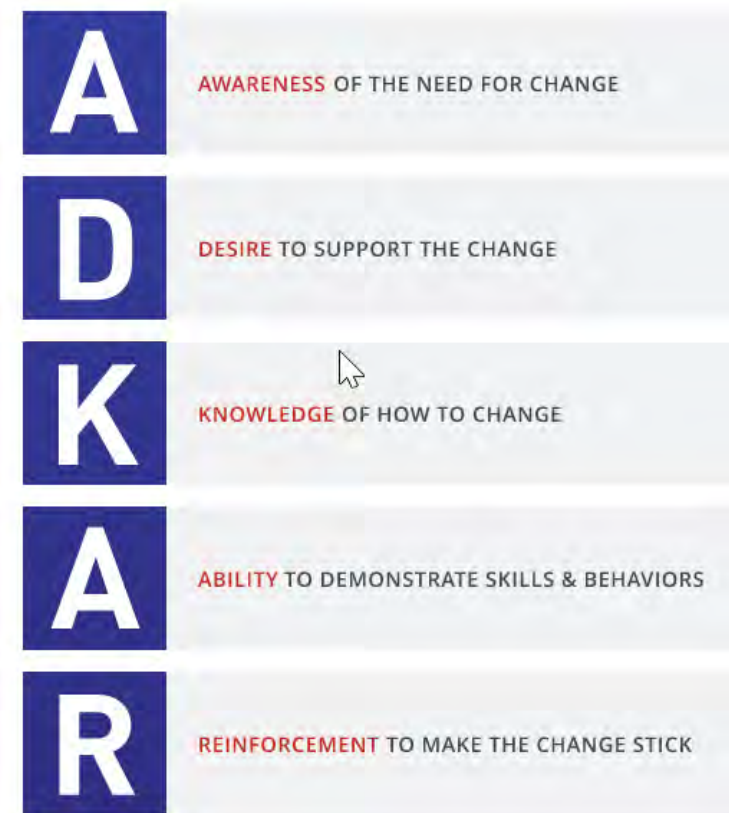 A
AWARENESS OF THE NEED FOR CHANGE
D
DESIRE TO SUPPORT THE CHANGE
K
KNOWLEDGE OF HOW TO CHANGE
A
ABILITY TO DEMONSTRATE SKILLS & BEHAVIORS
R
REINFORCEMENT TO MAKE THE CHANGE STICK